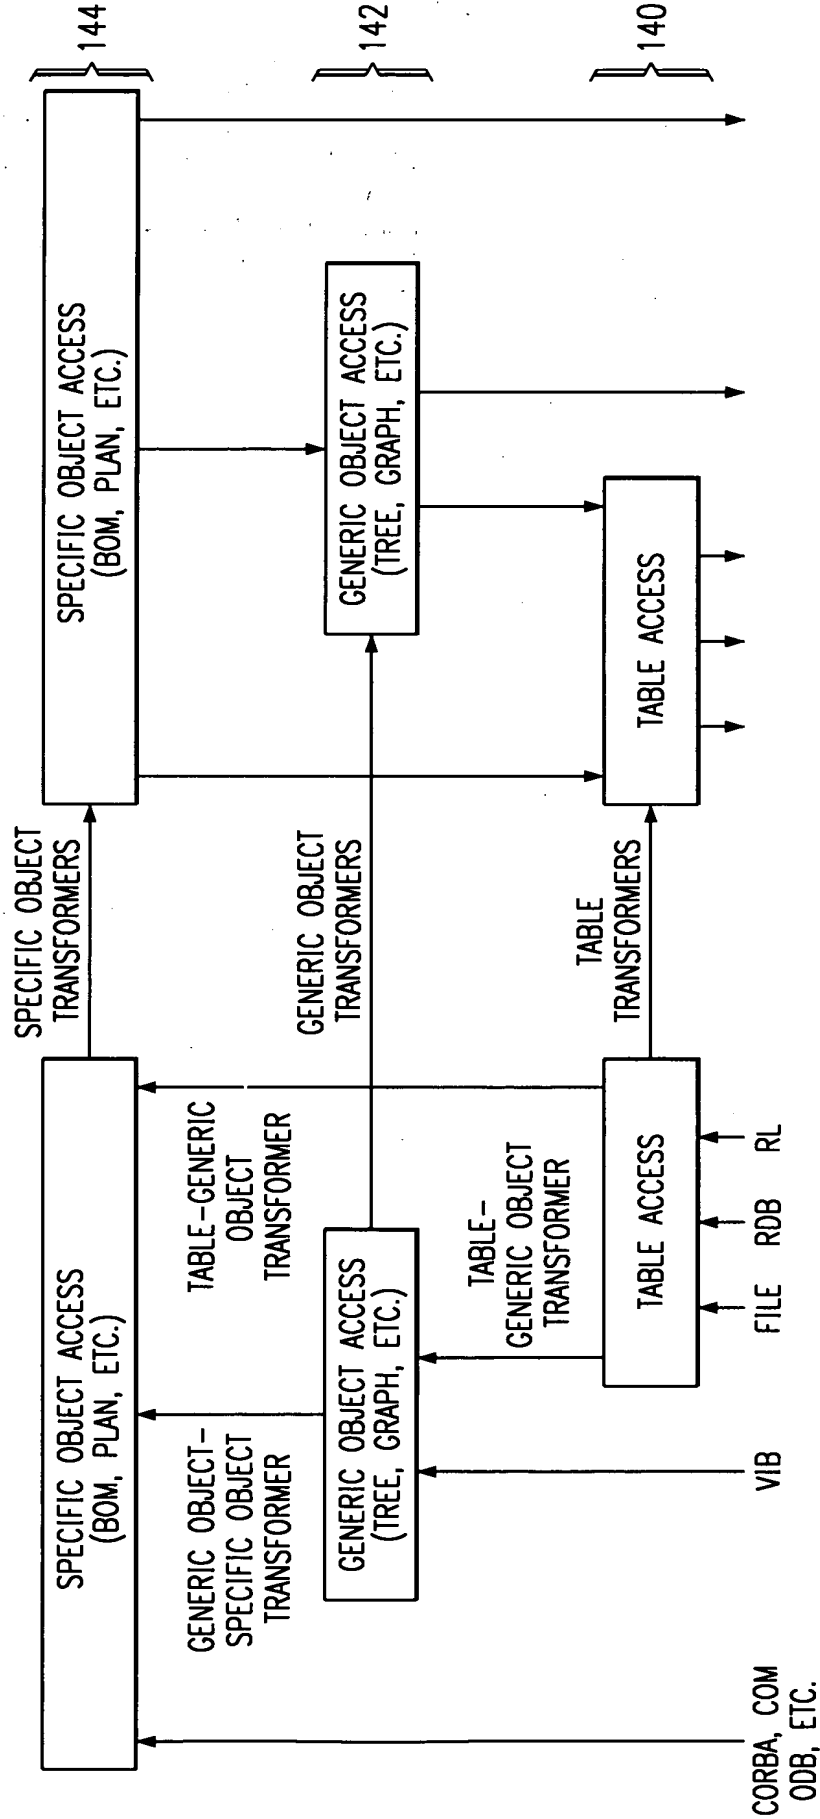 SPECIFIC OBJECT ACCESS
(BOM, PLAN, ETC.)
SPECIFIC OBJECT
TRANSFORMERS
SPECIFIC OBJECT ACCESS
(BOM, PLAN, ETC.)
144
GENERIC OBJECT-
SPECIFIC OBJECT
TRANSFORMER
TABLE-GENERIC
OBJECT
TRANSFORMER
GENERIC OBJECT ACCESS
(TREE, GRAPH, ETC.)
GENERIC OBJECT
TRANSFORMERS
GENERIC OBJECT ACCESS
(TREE, GRAPH, ETC.)
142
TABLE-
GENERIC OBJECT
TRANSFORMER
TABLE ACCESS
TABLE
TRANSFORMERS
TABLE ACCESS
140
CORBA, COM
ODB, ETC.
VIB
FILE
RDB
RL